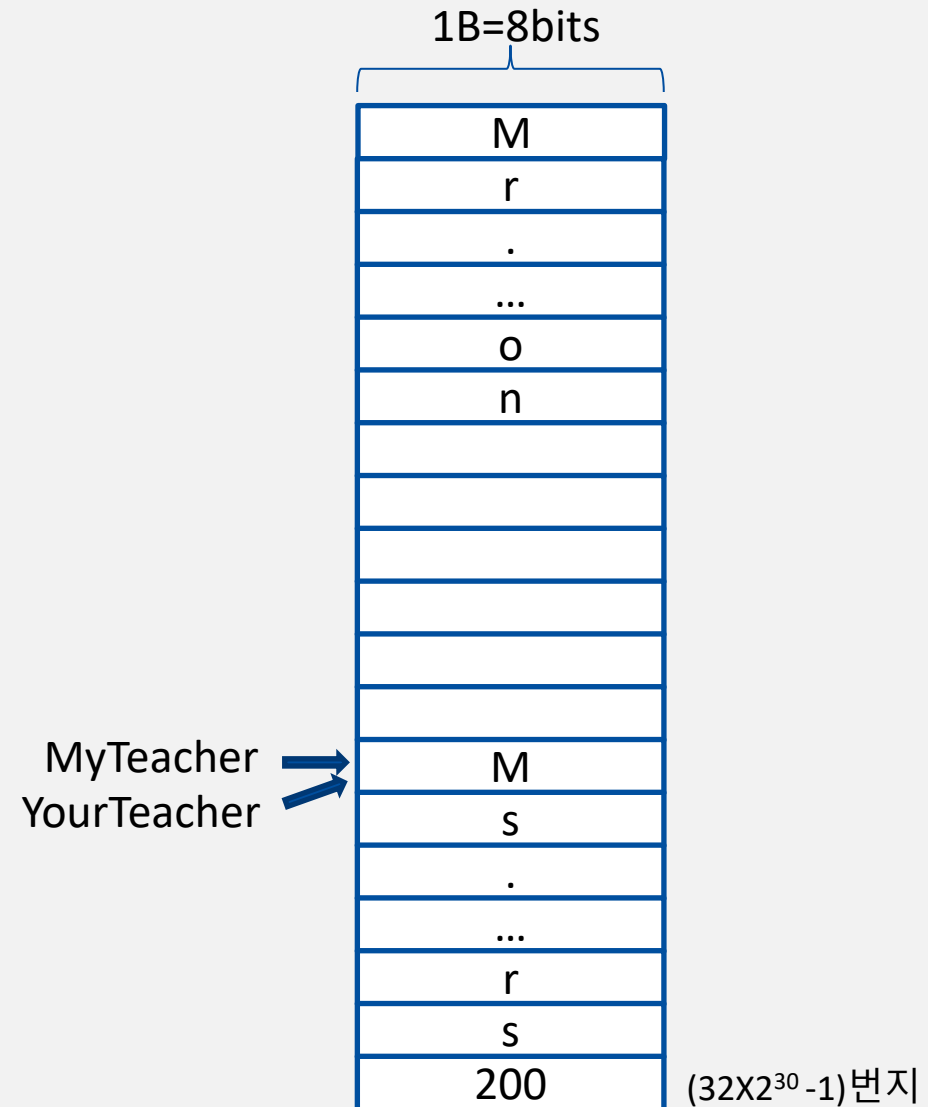 1B=8bits
M
r
.
...
o
n
MyTeacher M
YourTeacher
s
.
...
r
s
200 (32X2³⁰ -1)번지